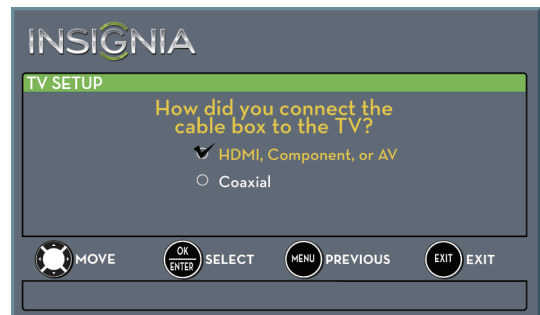 INSIGNIA
TV SETUP
How did you connect the
cable box to the TV?
HDMI, Component, or AV
Coaxial
MOVE OK ENTER SELECT MENU PREVIOUS EXIT EXIT